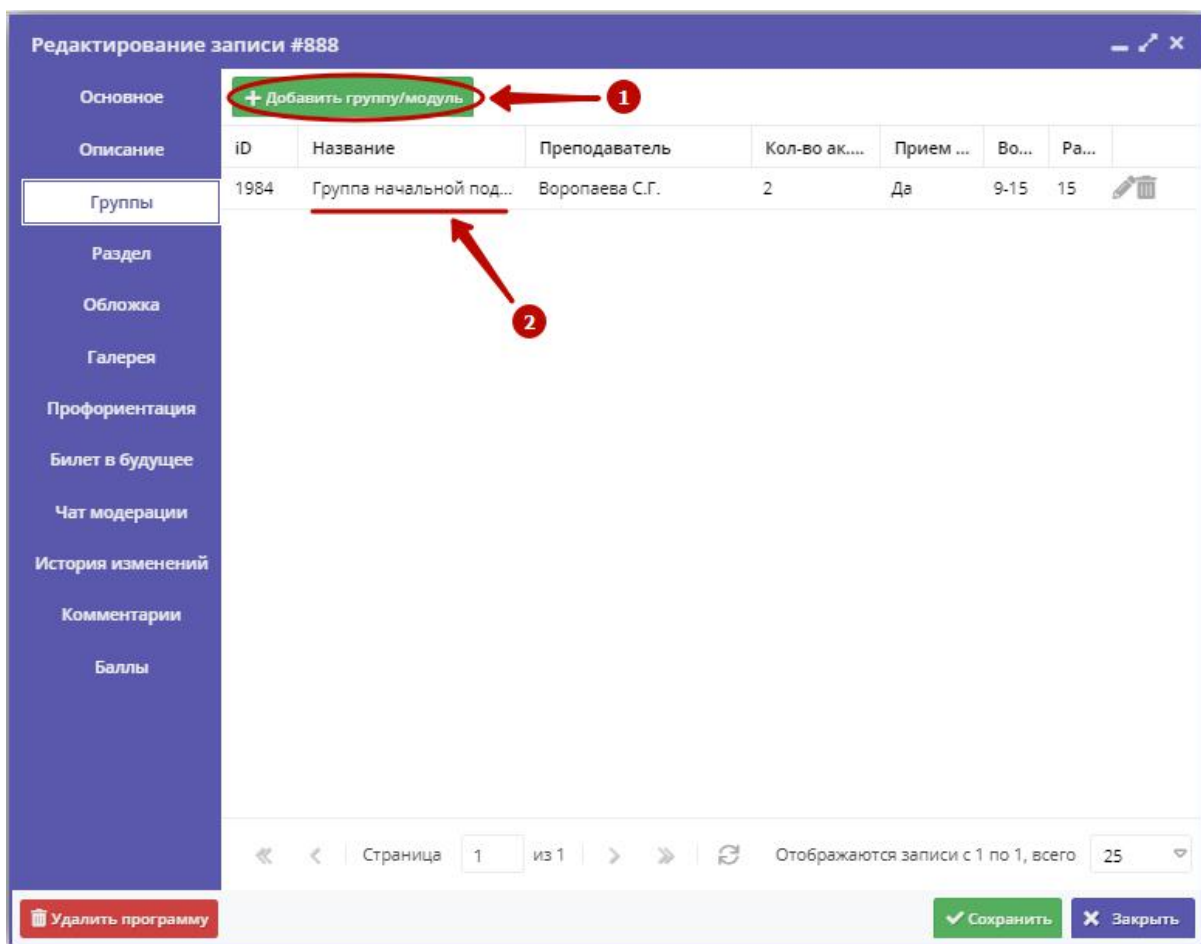 Редактирование записи #888
Основное
Описание
Группы
Раздел
Обложка
Галерея
Профориентация
Билет в будущее
Чат модерации
История изменений
Комментарии
Баллы
Добавить группу/модуль
1
iD Название Преподаватель Кол-во ак.... Прием ... Во... Ра...
1984 Группа начальной под... Воропаева С.Г. 2 Да 9-15 15
2
Страница 1 из 1 Отображаются записи с 1 по 1, всего 25
Удалить программу Сохранить Закрыть